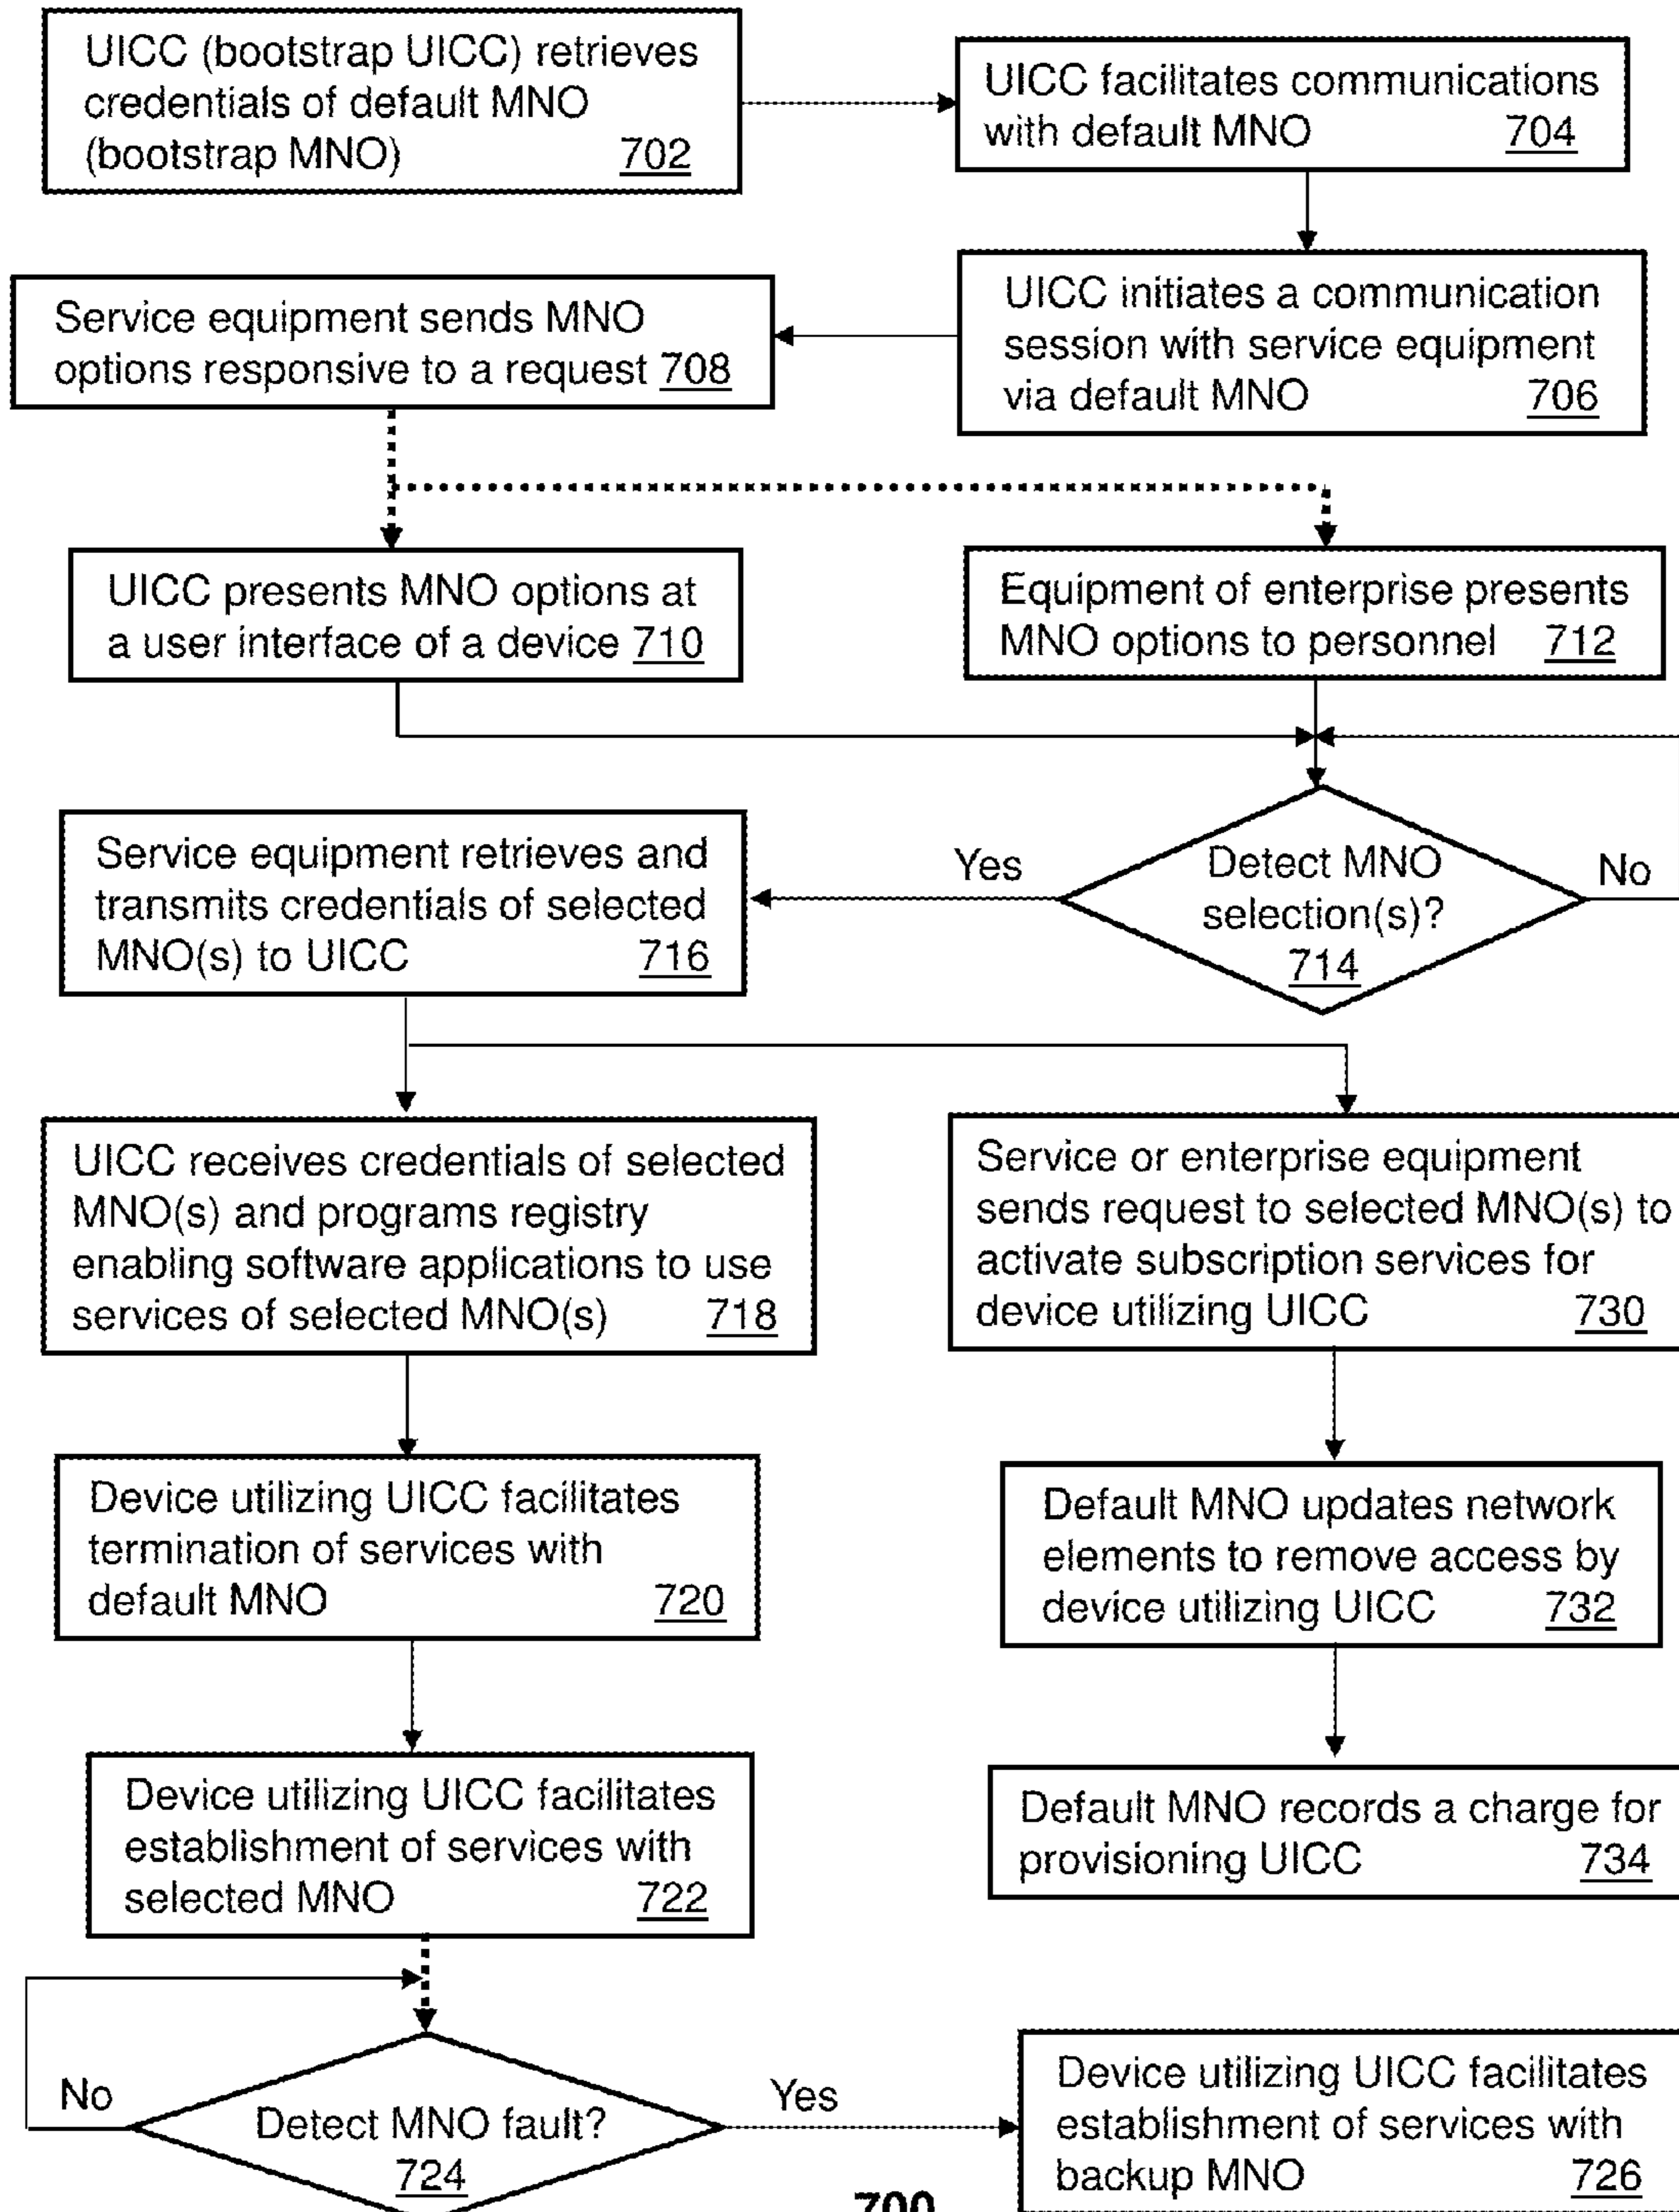 UICC (bootstrap UICC) retrieves
credentials of default MNO
(bootstrap MNO) 702
UICC facilitates communications
with default MNO 704
UICC initiates a communication
session with service equipment
via default MNO 706
Service equipment sends MNO
options responsive to a request 708
UICC presents MNO options at
a user interface of a device 710
Equipment of enterprise presents
MNO options to personnel 712
Detect MNO
selection(s)?
714
Yes
No
Service equipment retrieves and
transmits credentials of selected
MNO(s) to UICC 716
UICC receives credentials of selected
MNO(s) and programs registry
enabling software applications to use
services of selected MNO(s) 718
Service or enterprise equipment
sends request to selected MNO(s) to
activate subscription services for
device utilizing UICC 730
Device utilizing UICC facilitates
termination of services with
default MNO 720
Default MNO updates network
elements to remove access by
device utilizing UICC 732
Device utilizing UICC facilitates
establishment of services with
selected MNO 722
Default MNO records a charge for
provisioning UICC 734
No
Detect MNO fault?
724
Yes
Device utilizing UICC facilitates
establishment of services with
backup MNO 726
700